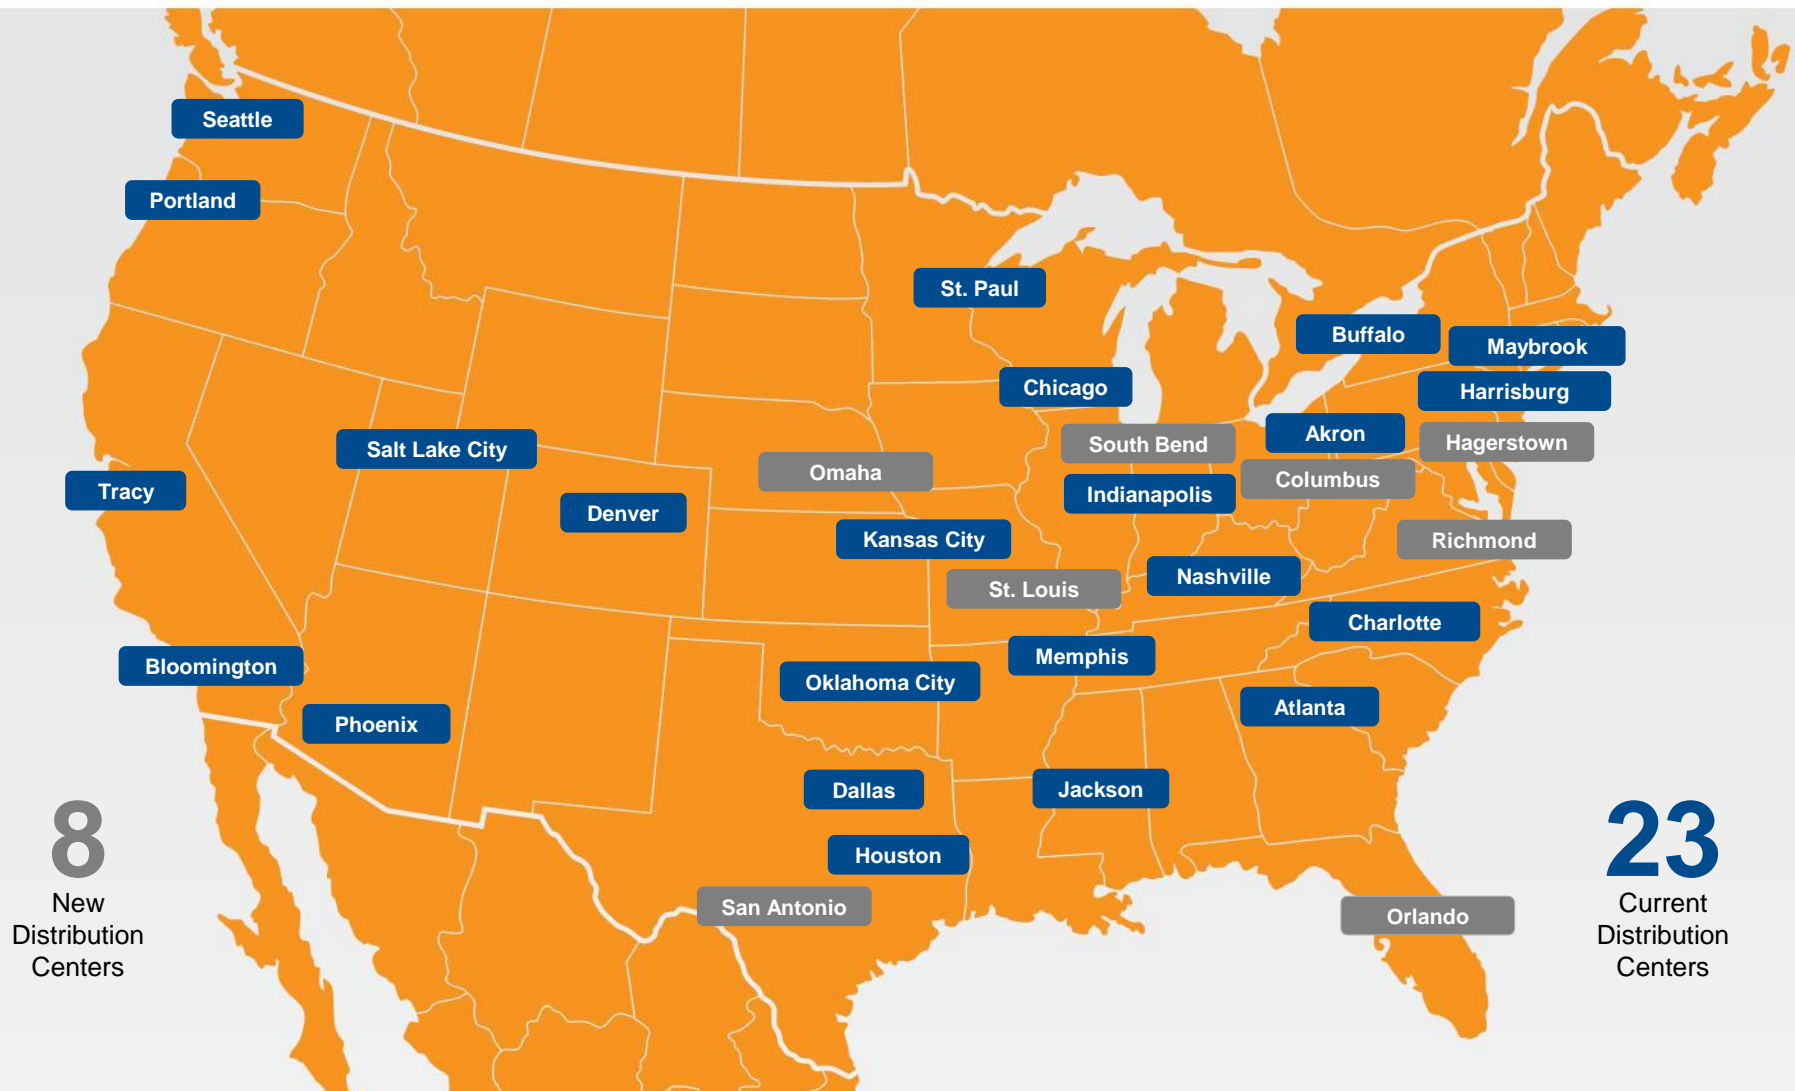 Seattle
Portland
St. Paul
Buffalo
Maybrook
Chicago
Harrisburg
Akron
Hagerstown
South Bend
Salt Lake City
Omaha
Columbus
Tracy
Indianapolis
Denver
Kansas City
Richmond
Nashville
St. Louis
Charlotte
Memphis
Bloomington
Oklahoma City
Atlanta
Phoenix
Dallas
Jackson
Houston
San Antonio
Orlando
8
New
Distribution
Centers
23
Current
Distribution
Centers